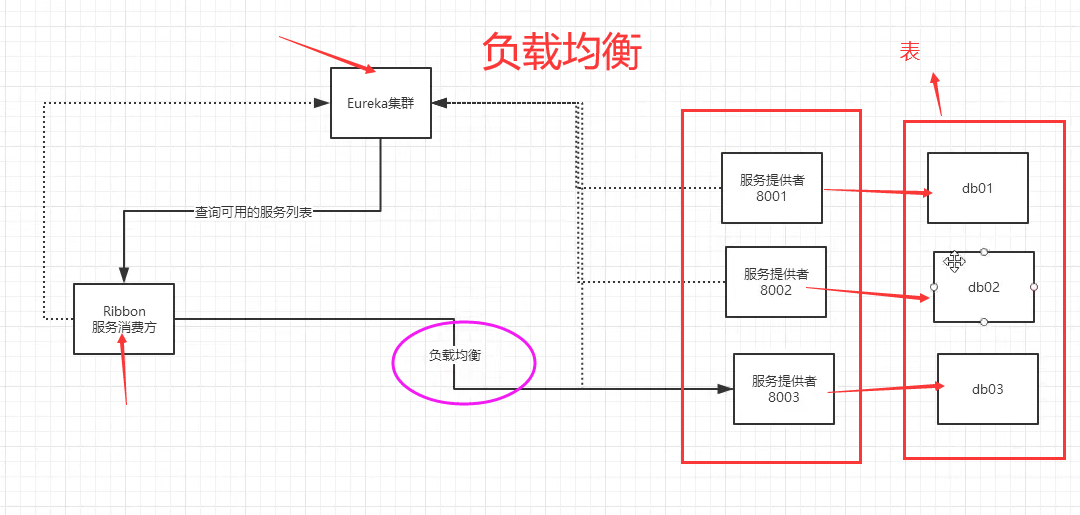 负载均衡
表
Eureka集群
服务提供者
8001
db01
查询可用的服务列表
服务提供者
8002
db02
Ribbon
服务消费方
负载均衡
服务提供者
8003
db03